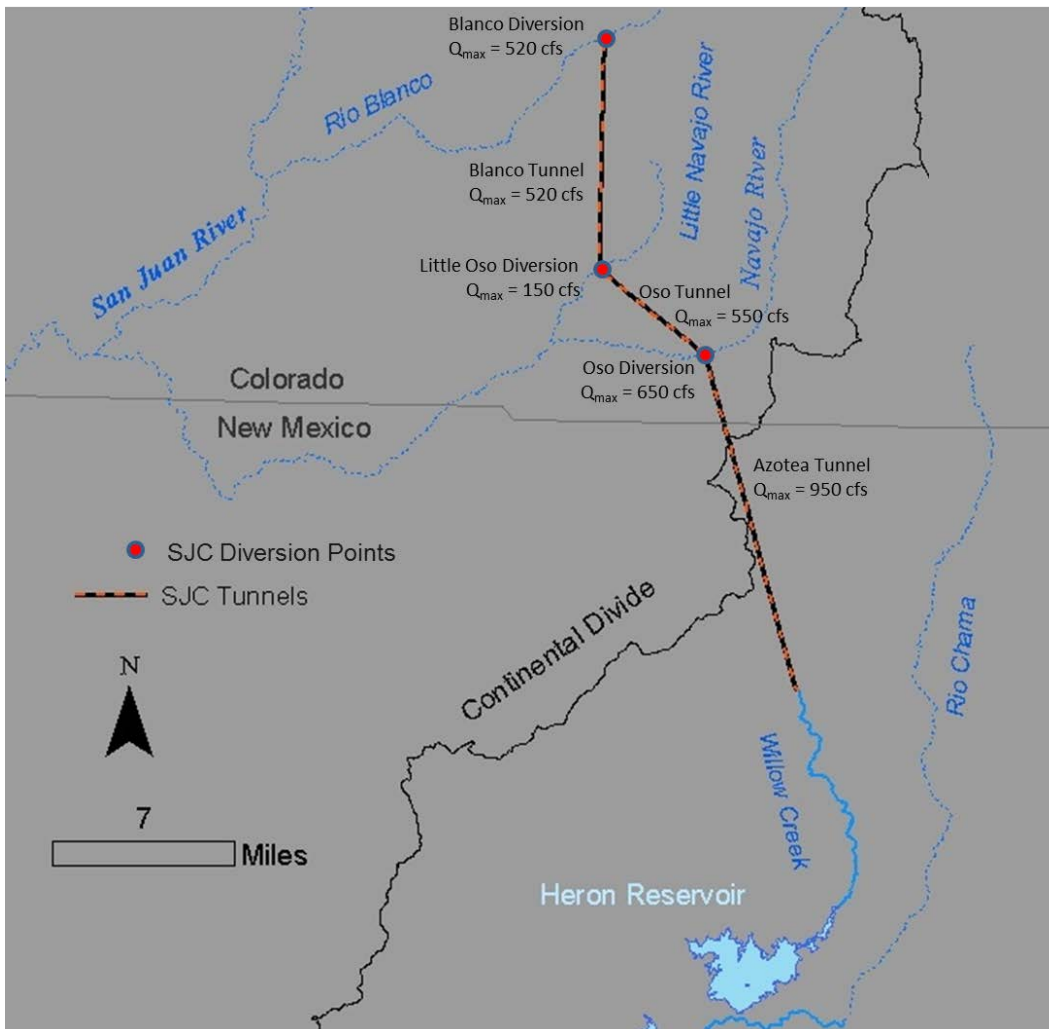 Blanco Diversion
Qmax = 520 cfs
Rio Blanco
Little Navajo River
Navajo River
Blanco Tunnel
Qmax = 520 cfs
San Juan River
Little Oso Diversion
Qmax = 150 cfs
Oso Tunnel
Qmax = 550 cfs
Oso Diversion
Qmax = 650 cfs
Colorado
New Mexico
Azotea Tunnel
Qmax = 950 cfs
SJC Diversion Points
SJC Tunnels
Continental Divide
Rio Chama
N
7
Miles
Willow Creek
Heron Reservoir